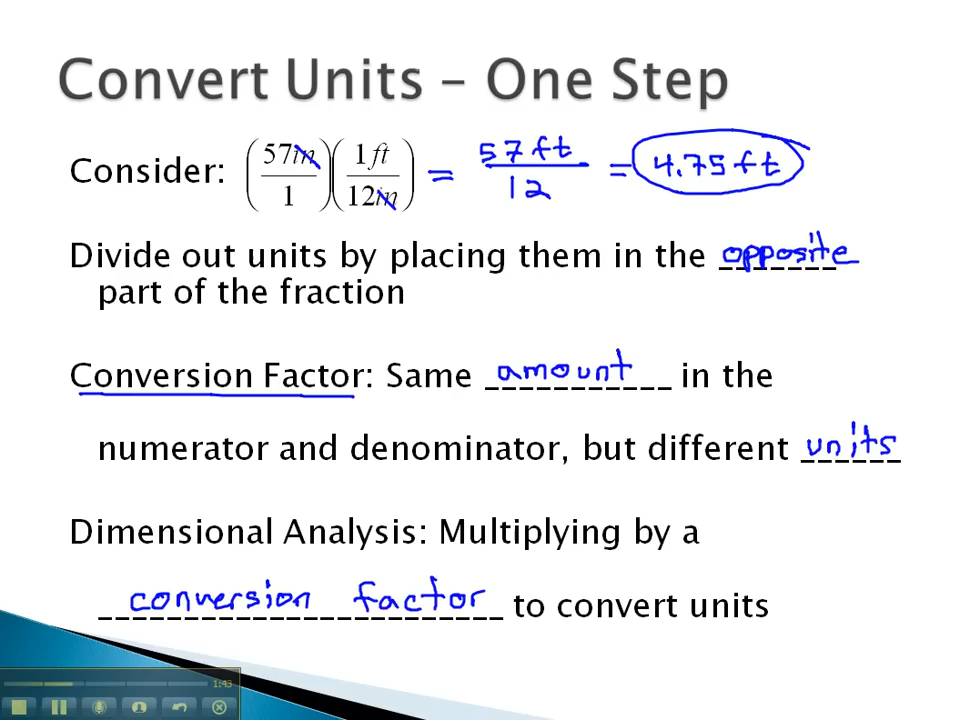 Convert Units – One Step
Consider: (57in/1)(1ft/12in) = 57ft/12 = 4.75ft
Divide out units by placing them in the opposite
part of the fraction
Conversion Factor: Same amount in the
numerator and denominator, but different units
Dimensional Analysis: Multiplying by a
conversion factor to convert units
1:43